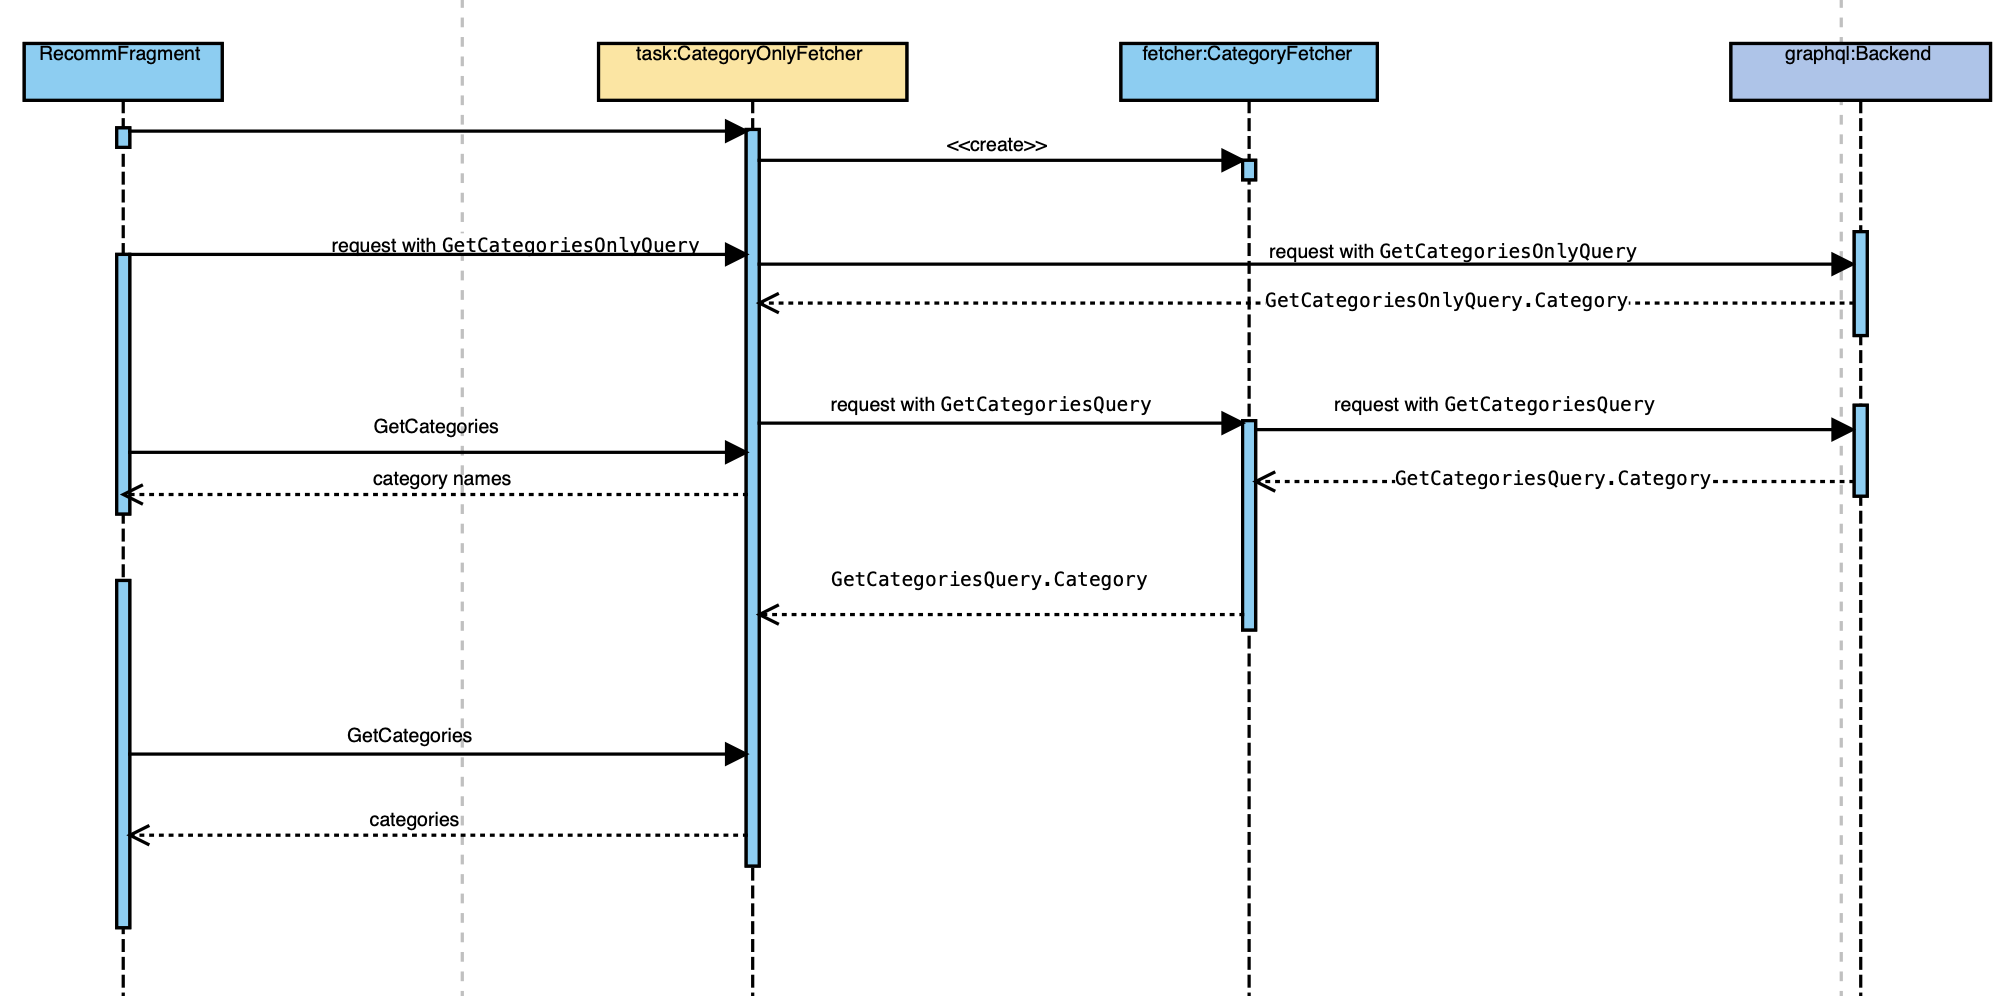 RecommFragment
task:CategoryOnlyFetcher
fetcher:CategoryFetcher
graphql:Backend
<<create>>
request with GetCategoriesOnlyQuery
request with GetCategoriesOnlyQuery
GetCategoriesOnlyQuery.Category
request with GetCategoriesQuery
request with GetCategoriesQuery
GetCategories
category names
GetCategoriesQuery.Category
GetCategoriesQuery.Category
GetCategories
categories